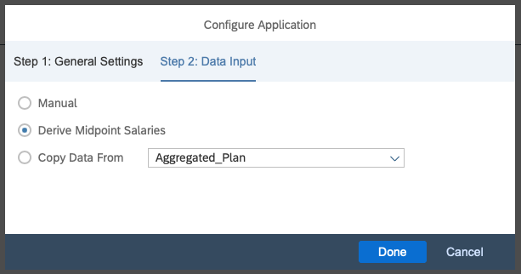 Configure Application
Step 1: General Settings Step 2: Data Input
Manual
Derive Midpoint Salaries
Copy Data From Aggregated_Plan
Done Cancel